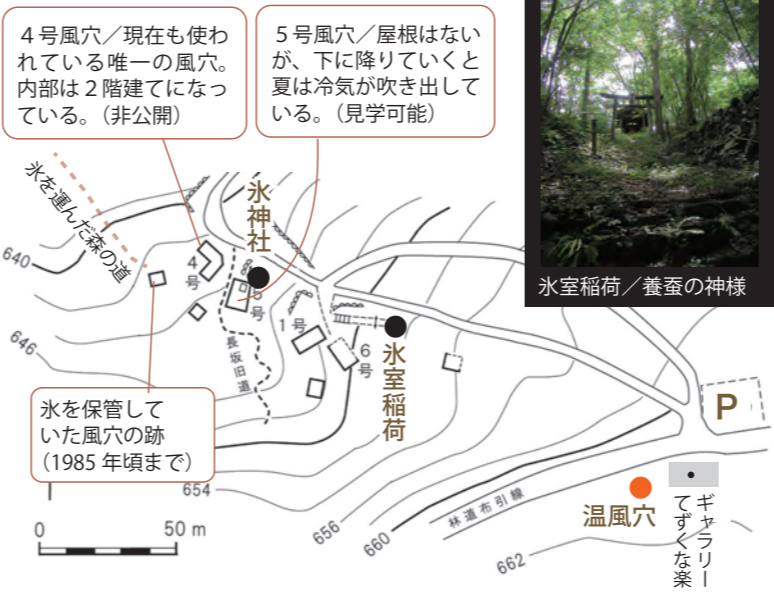 4号風穴／現在も使わ
れている唯一の風穴。
内部は２階建てになっ
ている。（非公開）
5号風穴／屋根はない
が、下に降りていくと
夏は冷気が吹き出して
いる。（見学可能）
氷室稲荷／養蚕の神様
氷を運んだ森の道
氷神社
640
4号
5号
1号
6号
長坂旧道
646
氷室稲荷
氷を保管して
いた風穴の跡
（1985 年頃まで）
P
654
656
660
662
林道布引線
温風穴
ギャラリー
てずくな楽
0
50 m